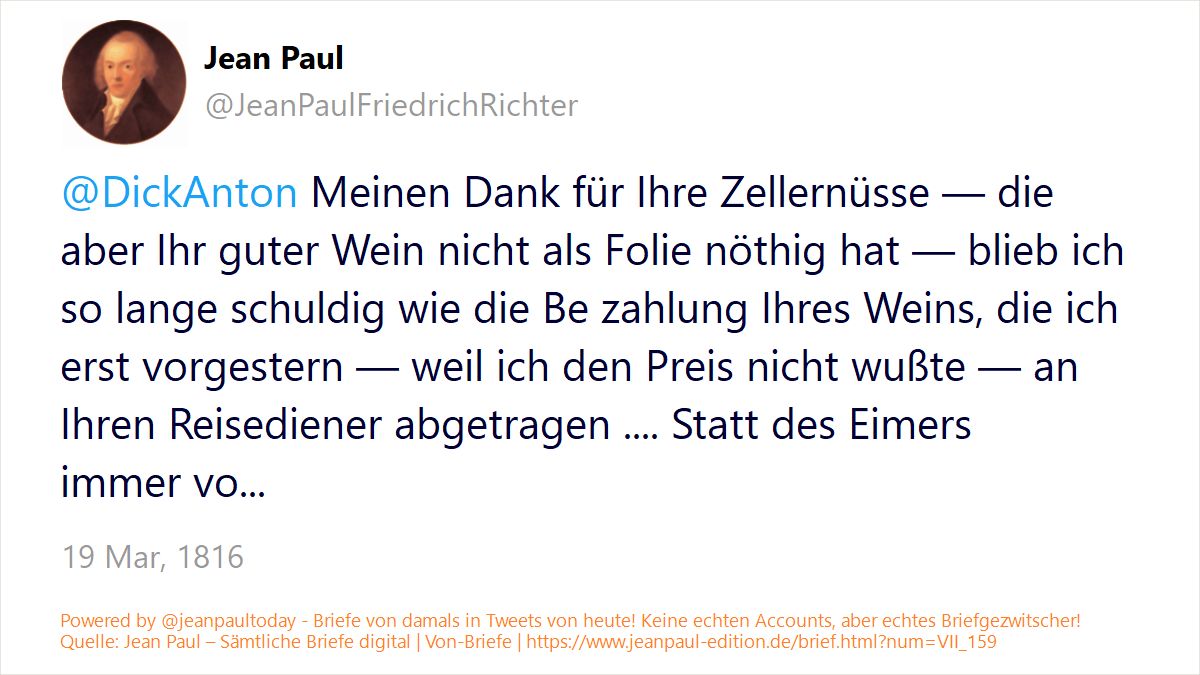 Jean Paul
@JeanPaulFriedrichRichter
@DickAnton Meinen Dank für Ihre Zellernüsse — die
aber Ihr guter Wein nicht als Folie nöthig hat — blieb ich
so lange schuldig wie die Be zahlung Ihres Weins, die ich
erst vorgestern — weil ich den Preis nicht wußte — an
Ihren Reisediener abgetragen .... Statt des Eimers
immer vo...
19 Mar, 1816
Powered by @jeanpaultoday - Briefe von damals in Tweets von heute! Keine echten Accounts, aber echtes Briefgezwitscher!
Quelle: Jean Paul – Sämtliche Briefe digital | Von-Briefe | https://www.jeanpaul-edition.de/brief.html?num=VII_159